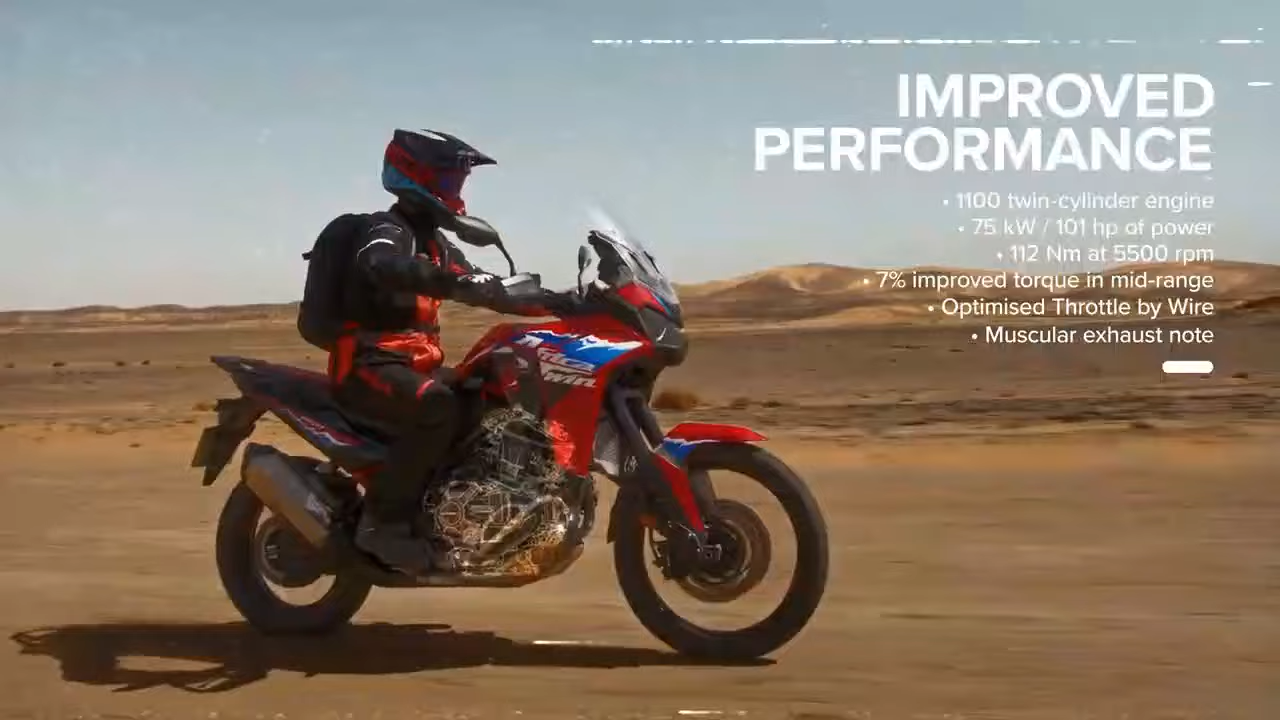 IMPROVED
PERFORMANCE
• 1100 twin-cylinder engine
• 75 kW / 101 hp of power
• 112 Nm at 5500 rpm
• 7% improved torque in mid-range
• Optimised Throttle by Wire
• Muscular exhaust note